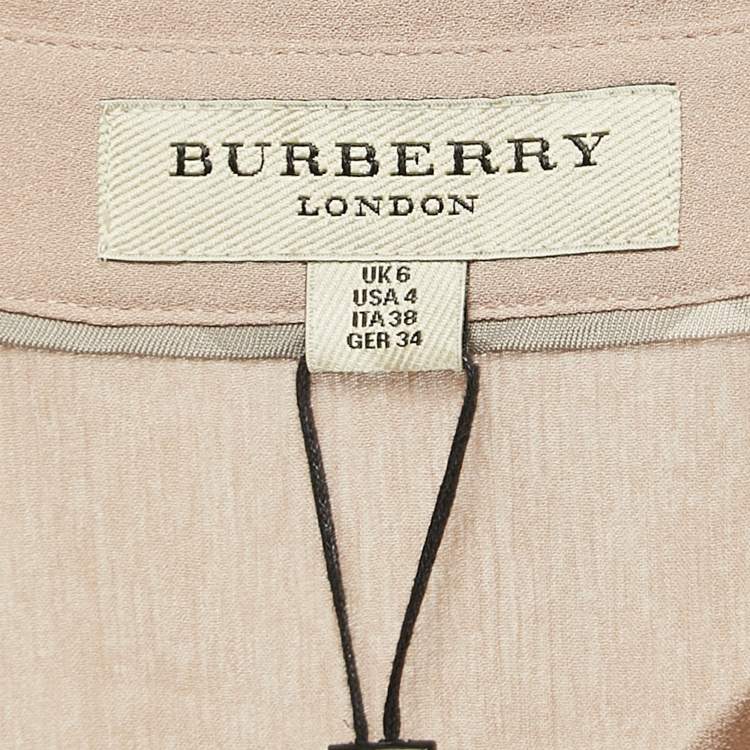 BURBERRY
LONDON
UK 6
USA 4
ITA 38
GER 34